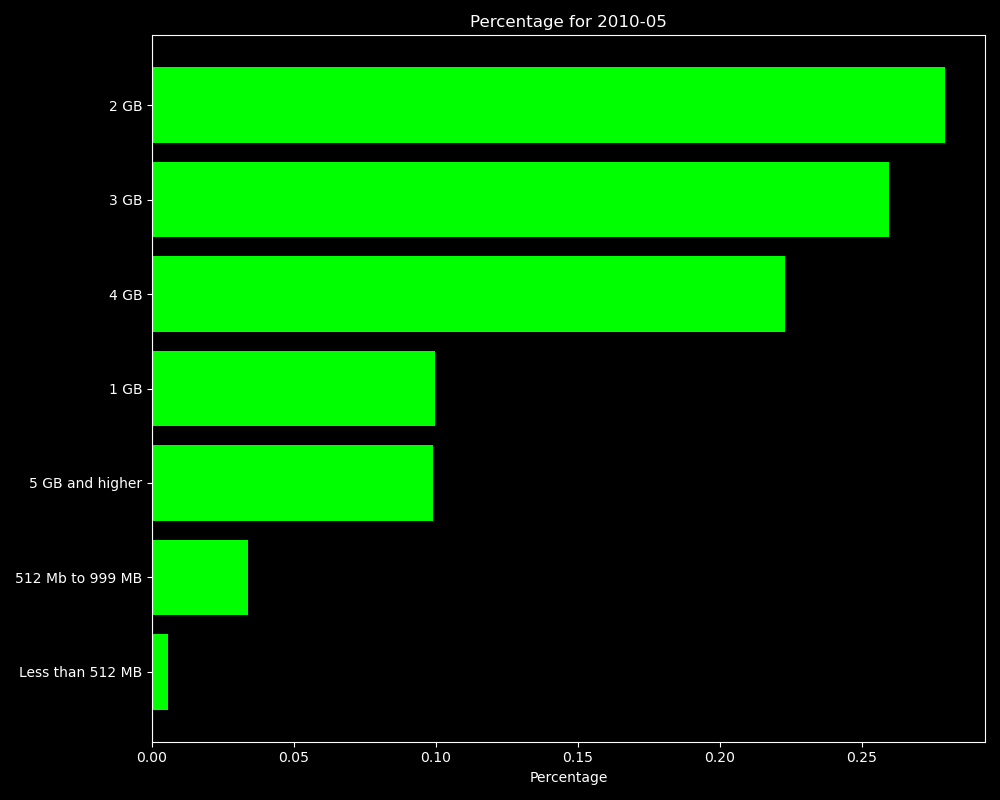 Percentage for 2010-05
2 GB
3 GB
4 GB
1 GB
5 GB and higher
512 Mb to 999 MB
Less than 512 MB
0.00 0.05 0.10 0.15 0.20 0.25
Percentage